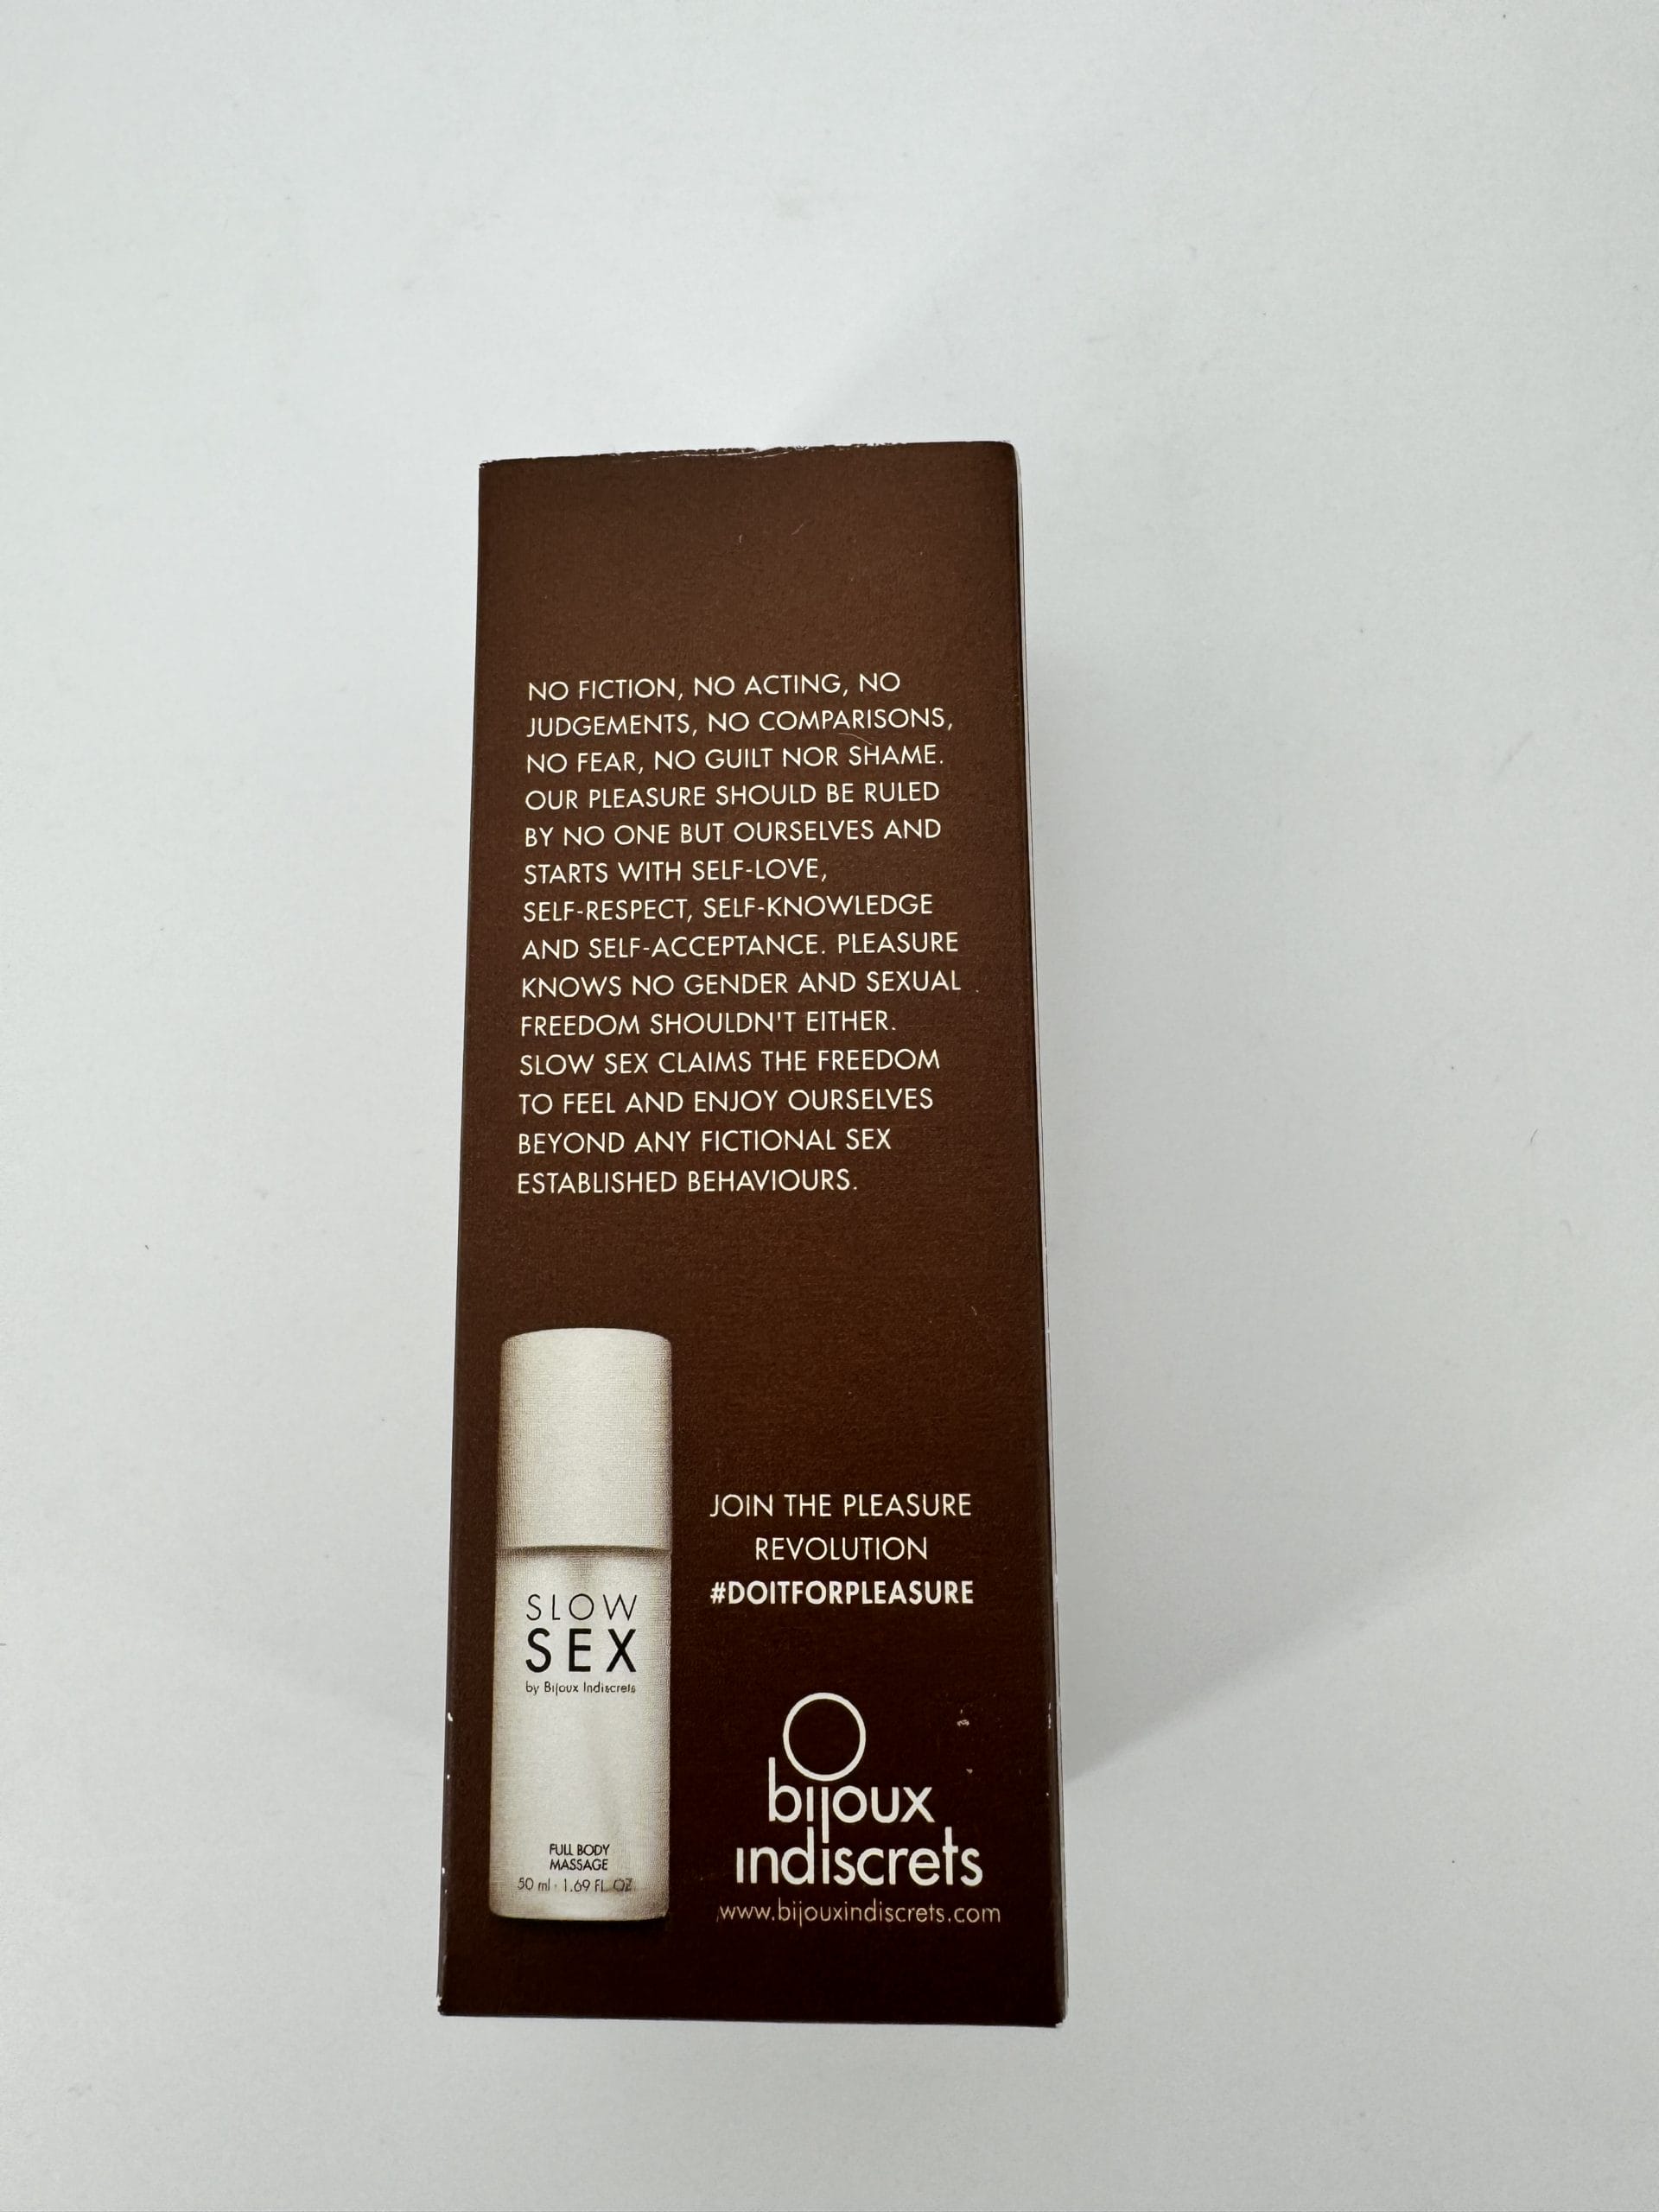 NO FICTION, NO ACTING, NO
JUDGEMENTS, NO COMPARISONS,
NO FEAR, NO GUILT NOR SHAME.
OUR PLEASURE SHOULD BE RULED
BY NO ONE BUT OURSELVES AND
STARTS WITH SELF-LOVE,
SELF-RESPECT, SELF-KNOWLEDGE
AND SELF-ACCEPTANCE. PLEASURE
KNOWS NO GENDER AND SEXUAL
FREEDOM SHOULDN'T EITHER.
SLOW SEX CLAIMS THE FREEDOM
TO FEEL AND ENJOY OURSELVES
BEYOND ANY FICTIONAL SEX
ESTABLISHED BEHAVIOURS.
JOIN THE PLEASURE
REVOLUTION
#DOITFORPLEASURE
SLOW
SEX
by Bijoux Indiscrets
FULL BODY
MASSAGE
50 ml · 1.69 FL. OZ.
bijoux
indiscrets
www.bijouxindiscrets.com